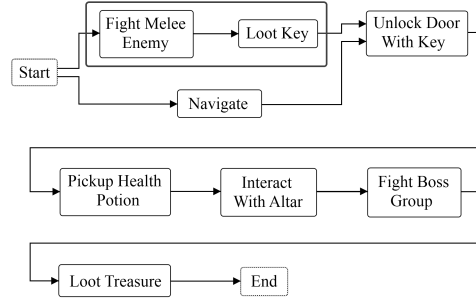 Fight Melee
Enemy
Loot Key
Unlock Door
With Key
Start
Navigate
Pickup Health
Potion
Interact
With Altar
Fight Boss
Group
Loot Treasure
End